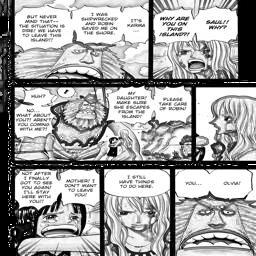 BUT NEVER
MIND THAT--
THE SITUATION IS
DIRE! WE HAVE
TO LEAVE THIS
ISLAND!!
I WAS
SHIPWRECKED
AND ROBIN
SAVED ME ON
THE SHORE.
IT'S
KARMA
WHY ARE
YOU ON
THIS
ISLAND?!
SAUL!!
WHY?
HUH?
NO...
WHAT ABOUT
YOU?! AREN'T
YOU COMING
WITH ME?!
MY
DAUGHTER!
MAKE SURE
SHE ESCAPES
FROM THE
ISLAND!
PLEASE
TAKE CARE
OF ROBIN!
NOT AFTER
I FINALLY
GOT TO SEE
YOU AGAIN!
I'LL STAY
HERE WITH
YOU!!
MOTHER! I
DON'T WANT
TO LEAVE
YOU!
I STILL
HAVE THINGS
TO DO HERE.
YOU...
OLVIA!